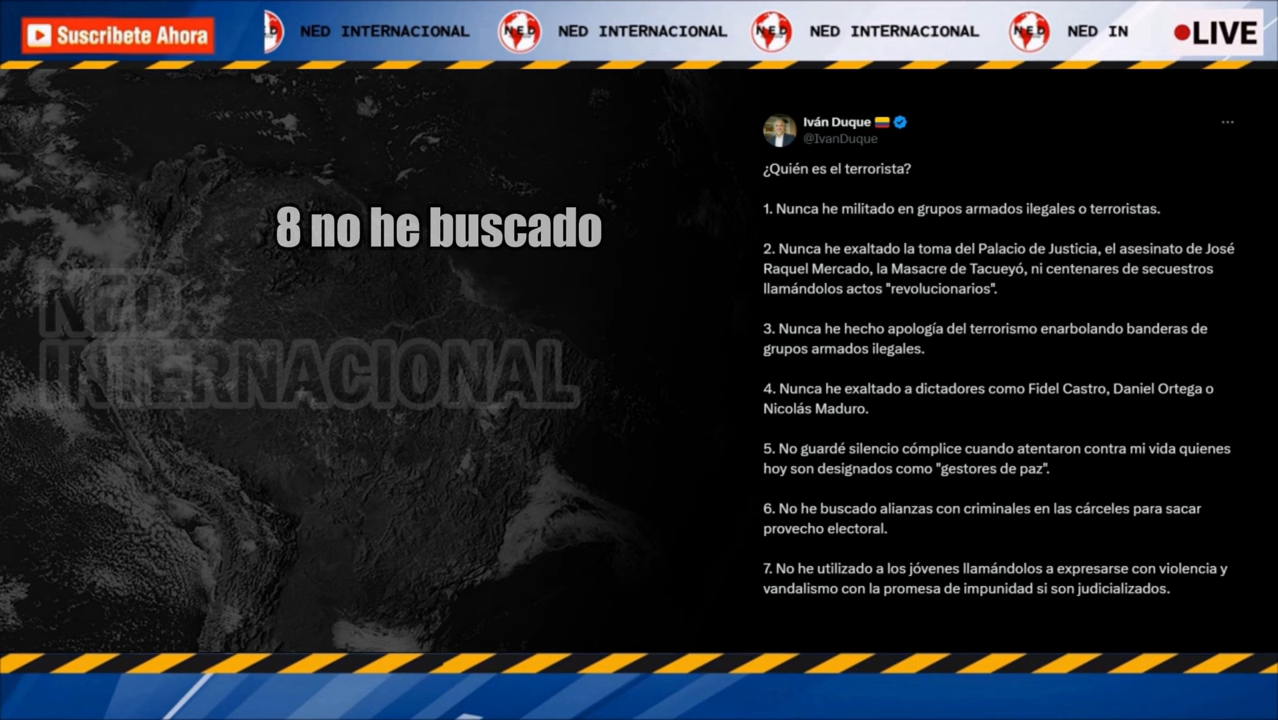 Suscribete Ahora
NED INTERNACIONAL
NED
NED INTERNACIONAL
NED
NED INTERNACIONAL
NED
NED IN
LIVE
Iván Duque
@IvanDuque
¿Quién es el terrorista?
1. Nunca he militado en grupos armados ilegales o terroristas.
2. Nunca he exaltado la toma del Palacio de Justicia, el asesinato de José
Raquel Mercado, la Masacre de Tacueyó, ni centenares de secuestros
llamándolos actos "revolucionarios".
3. Nunca he hecho apología del terrorismo enarbolando banderas de
grupos armados ilegales.
4. Nunca he exaltado a dictadores como Fidel Castro, Daniel Ortega o
Nicolás Maduro.
5. No guardé silencio cómplice cuando atentaron contra mi vida quienes
hoy son designados como "gestores de paz".
6. No he buscado alianzas con criminales en las cárceles para sacar
provecho electoral.
7. No he utilizado a los jóvenes llamándolos a expresarse con violencia y
vandalismo con la promesa de impunidad si son judicializados.
8 no he buscado
NED
INTERNACIONAL